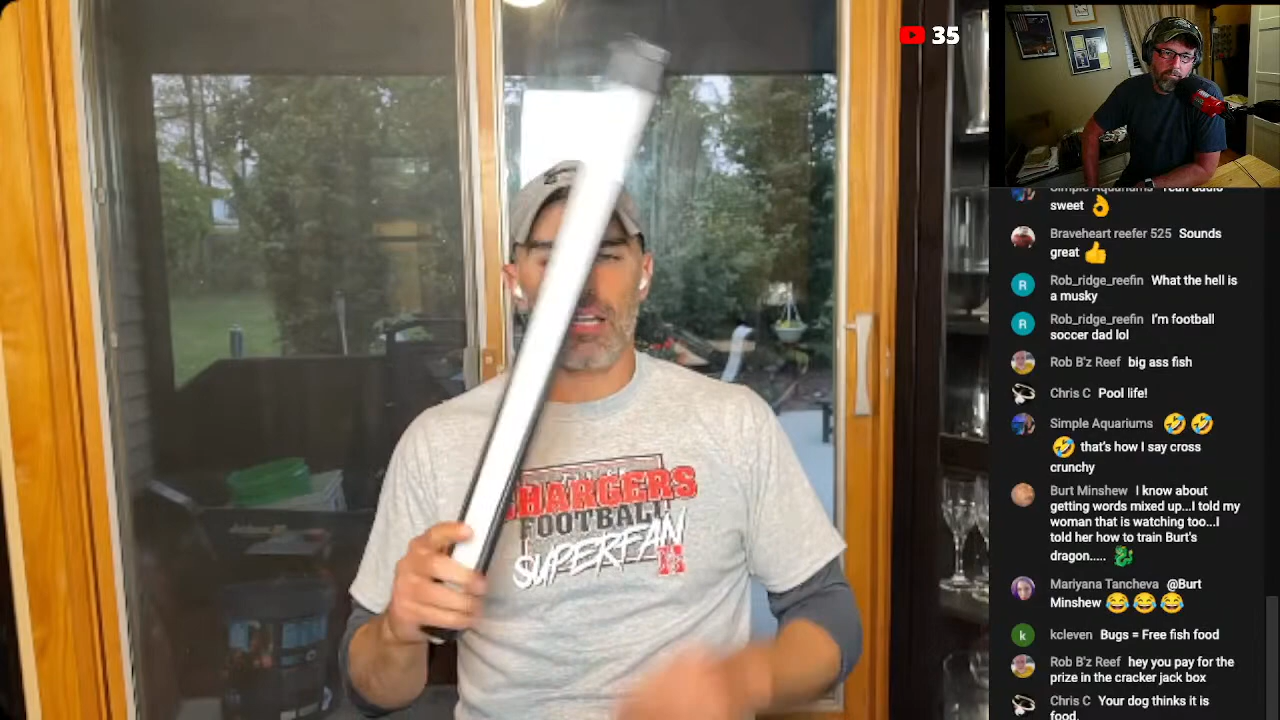 35
CHARGERS
FOOTBALL
SUPERFAN
H
sweet 👌
Braveheart reefer 525 Sounds
great 👍
R Rob_ridge_reefin What the hell is
a musky
R Rob_ridge_reefin I'm football
soccer dad lol
Rob B'z Reef big ass fish
Chris C Pool life!
Simple Aquariums 🤣 🤣
🤣 that's how I say cross
crunchy
Burt Minshew I know about
getting words mixed up...I told my
woman that is watching too...I
told her how to train Burt's
dragon..... 🐉
Mariyana Tancheva @Burt
Minshew 😂 😂 😂
k kcleven Bugs = Free fish food
Rob B'z Reef hey you pay for the
prize in the cracker jack box
Chris C Your dog thinks it is
food.